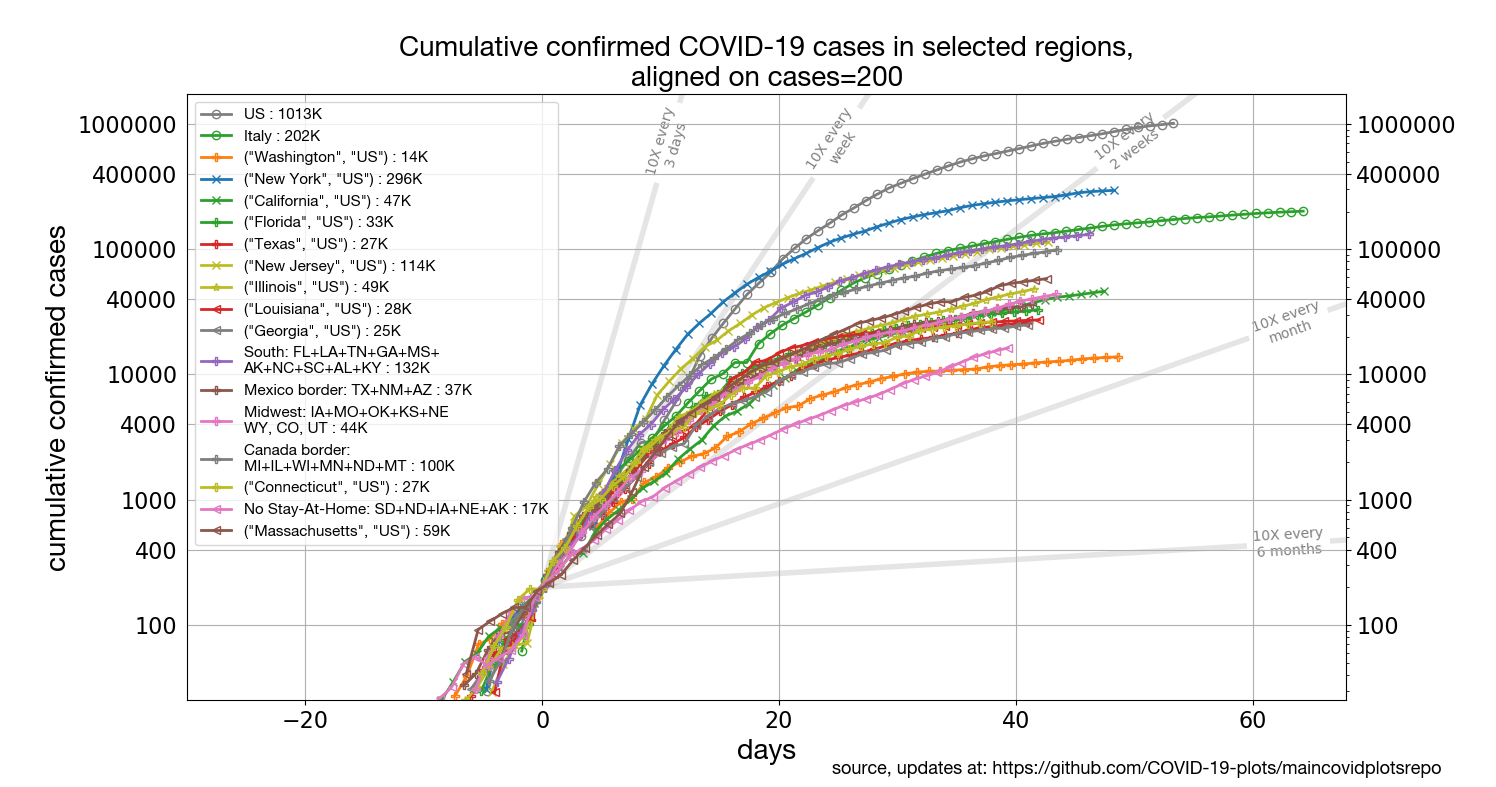 Cumulative confirmed COVID-19 cases in selected regions,
aligned on cases=200
cumulative confirmed cases
1000000
400000
100000
40000
10000
4000
1000
400
100
US : 1013K
Italy : 202K
("Washington", "US") : 14K
("New York", "US") : 296K
("California", "US") : 47K
("Florida", "US") : 33K
("Texas", "US") : 27K
("New Jersey", "US") : 114K
("Illinois", "US") : 49K
("Louisiana", "US") : 28K
("Georgia", "US") : 25K
South: FL+LA+TN+GA+MS+
AK+NC+SC+AL+KY : 132K
Mexico border: TX+NM+AZ : 37K
Midwest: IA+MO+OK+KS+NE
WY, CO, UT : 44K
Canada border:
MI+IL+WI+MN+ND+MT : 100K
("Connecticut", "US") : 27K
No Stay-At-Home: SD+ND+IA+NE+AK : 17K
("Massachusetts", "US") : 59K
10X every
3 days
10X every
week
10X every
2 weeks
10X every
month
10X every
6 months
1000000
400000
100000
40000
10000
4000
1000
400
100
−20
0
20
40
60
days
source, updates at: https://github.com/COVID-19-plots/maincovidplotsrepo